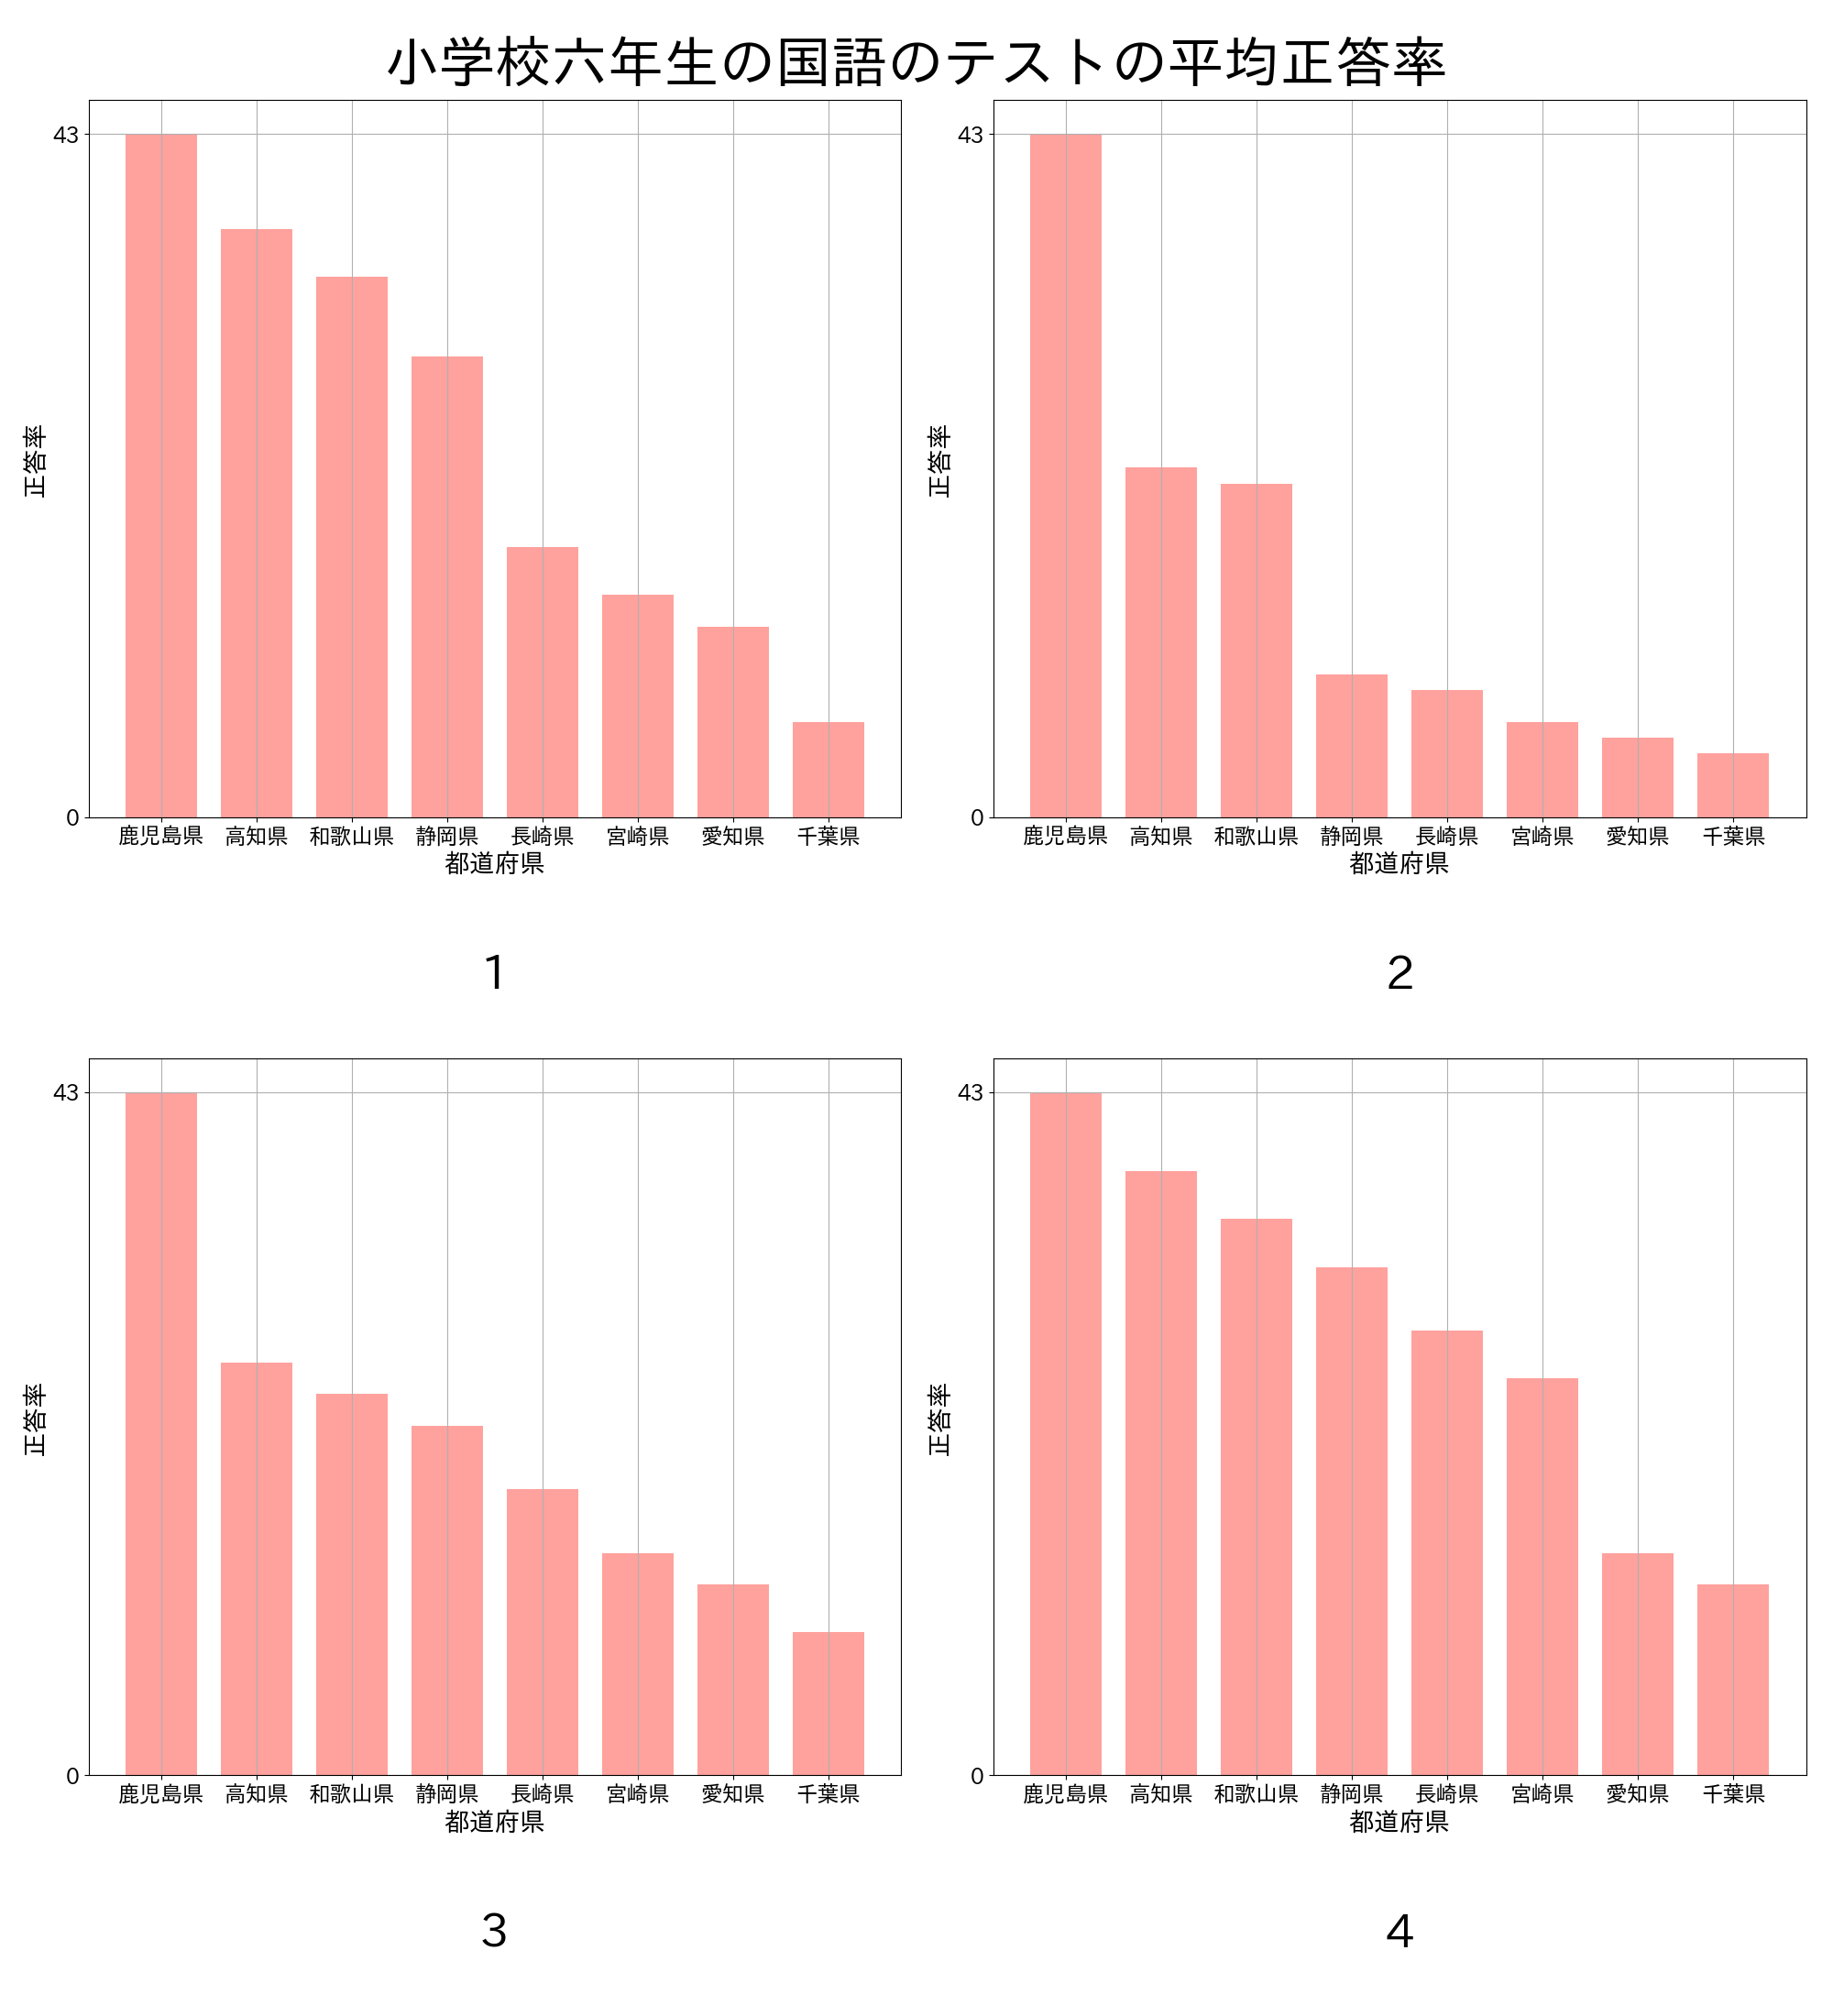 小学校六年生の国語のテストの平均正答率
43
0
正答率
鹿児島県 高知県 和歌山県 静岡県 長崎県 宮崎県 愛知県 千葉県
都道府県
1
43
0
正答率
鹿児島県 高知県 和歌山県 静岡県 長崎県 宮崎県 愛知県 千葉県
都道府県
2
43
0
正答率
鹿児島県 高知県 和歌山県 静岡県 長崎県 宮崎県 愛知県 千葉県
都道府県
3
43
0
正答率
鹿児島県 高知県 和歌山県 静岡県 長崎県 宮崎県 愛知県 千葉県
都道府県
4